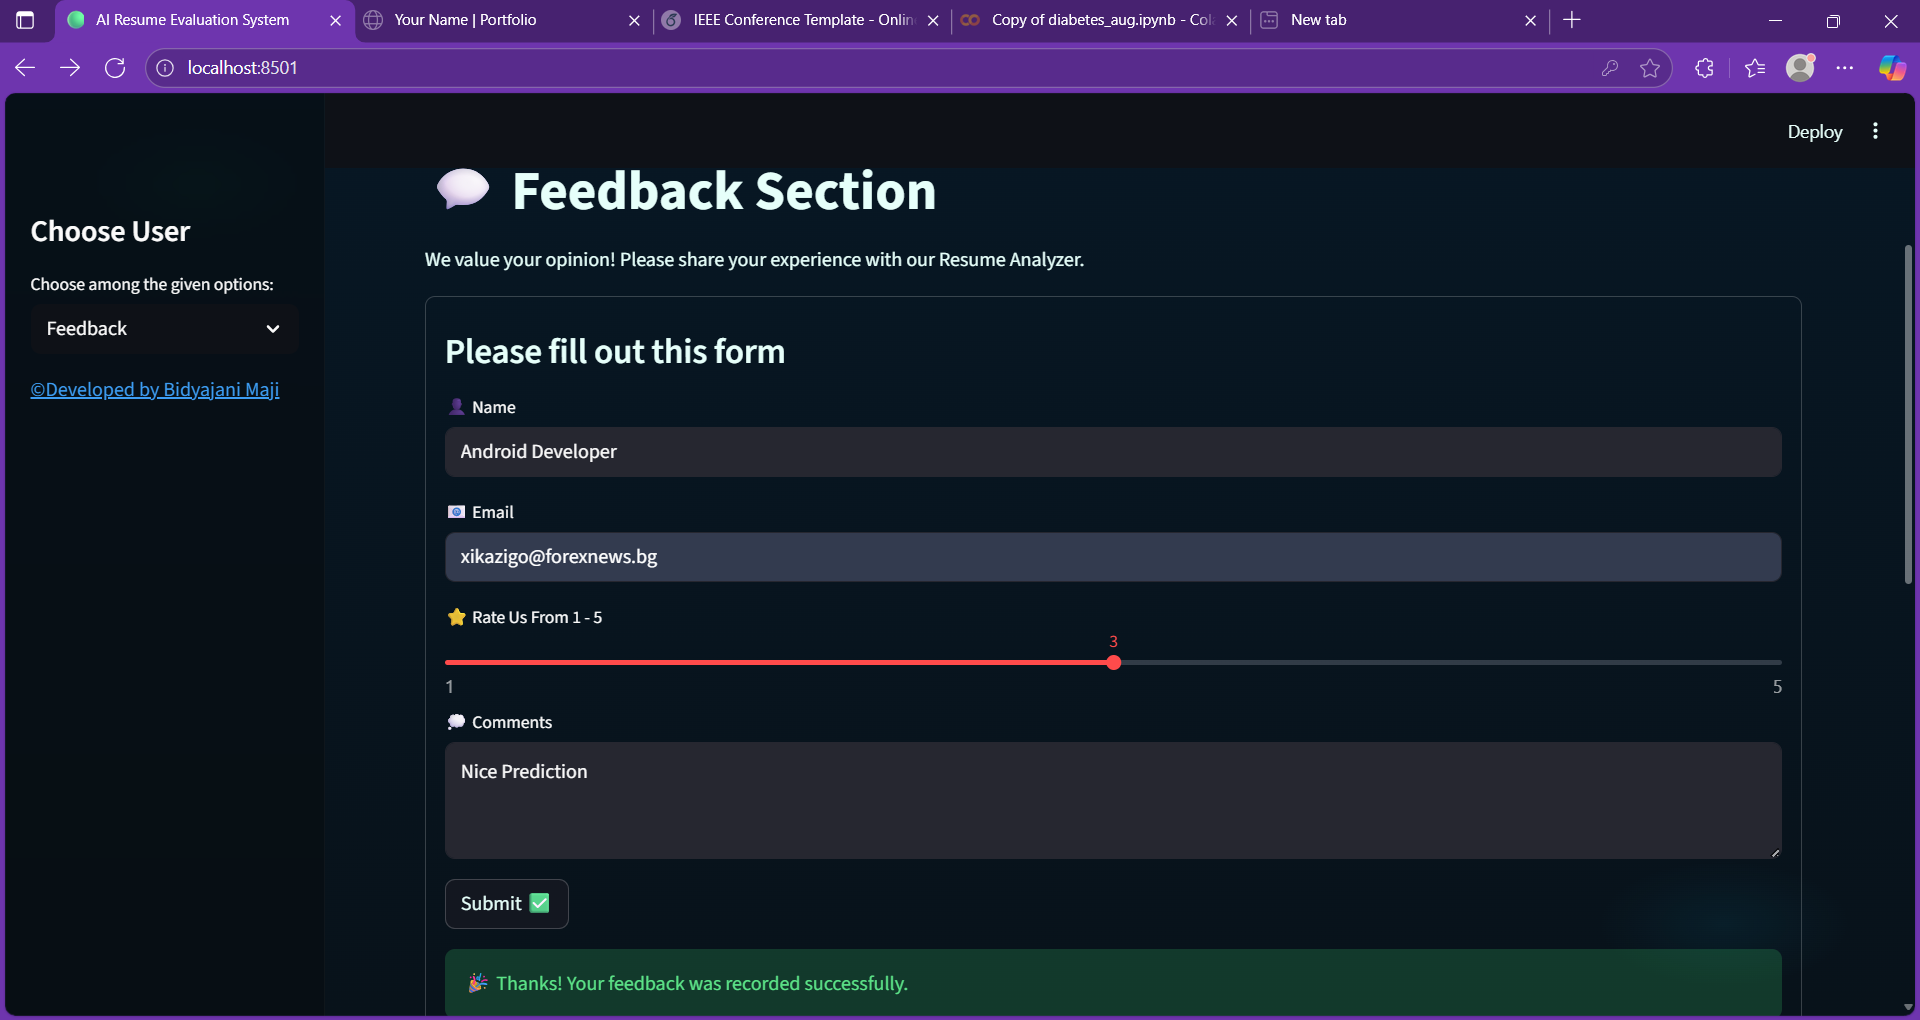 AI Resume Evaluation System
Your Name | Portfolio
IEEE Conference Template - Onlin
Copy of diabetes_aug.ipynb - Col
New tab
localhost:8501
Deploy
Choose User
Choose among the given options:
Feedback
©Developed by Bidyajani Maji
Feedback Section
We value your opinion! Please share your experience with our Resume Analyzer.
Please fill out this form
Name
Android Developer
Email
xikazigo@forexnews.bg
Rate Us From 1 - 5
3
1 5
Comments
Nice Prediction
Submit
Thanks! Your feedback was recorded successfully.